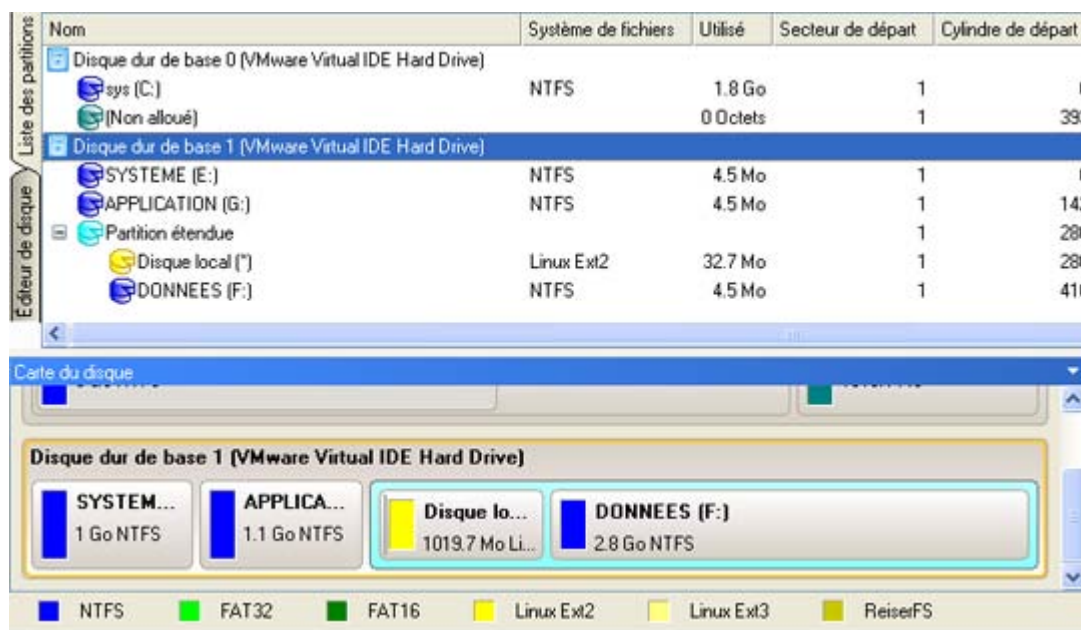 Liste des partitions
Éditeur de disque
Nom Système de fichiers Utilisé Secteur de départ Cylindre de départ
Disque dur de base 0 (VMware Virtual IDE Hard Drive)
sys (C:) NTFS 1.8 Go 1
(Non alloué) 0 Octets 1 39
Disque dur de base 1 (VMware Virtual IDE Hard Drive)
SYSTEME (E:) NTFS 4.5 Mo 1
APPLICATION (G:) NTFS 4.5 Mo 1 14
Partition étendue 1 28
Disque local (*) Linux Ext2 32.7 Mo 1 28
DONNEES (F:) NTFS 4.5 Mo 1 41
Carte du disque
Disque dur de base 1 (VMware Virtual IDE Hard Drive)
SYSTEM... APPLICA... Disque lo... DONNEES (F:)
1 Go NTFS 1.1 Go NTFS 1019.7 Mo Li... 2.8 Go NTFS
NTFS FAT32 FAT16 Linux Ext2 Linux Ext3 ReiserFS